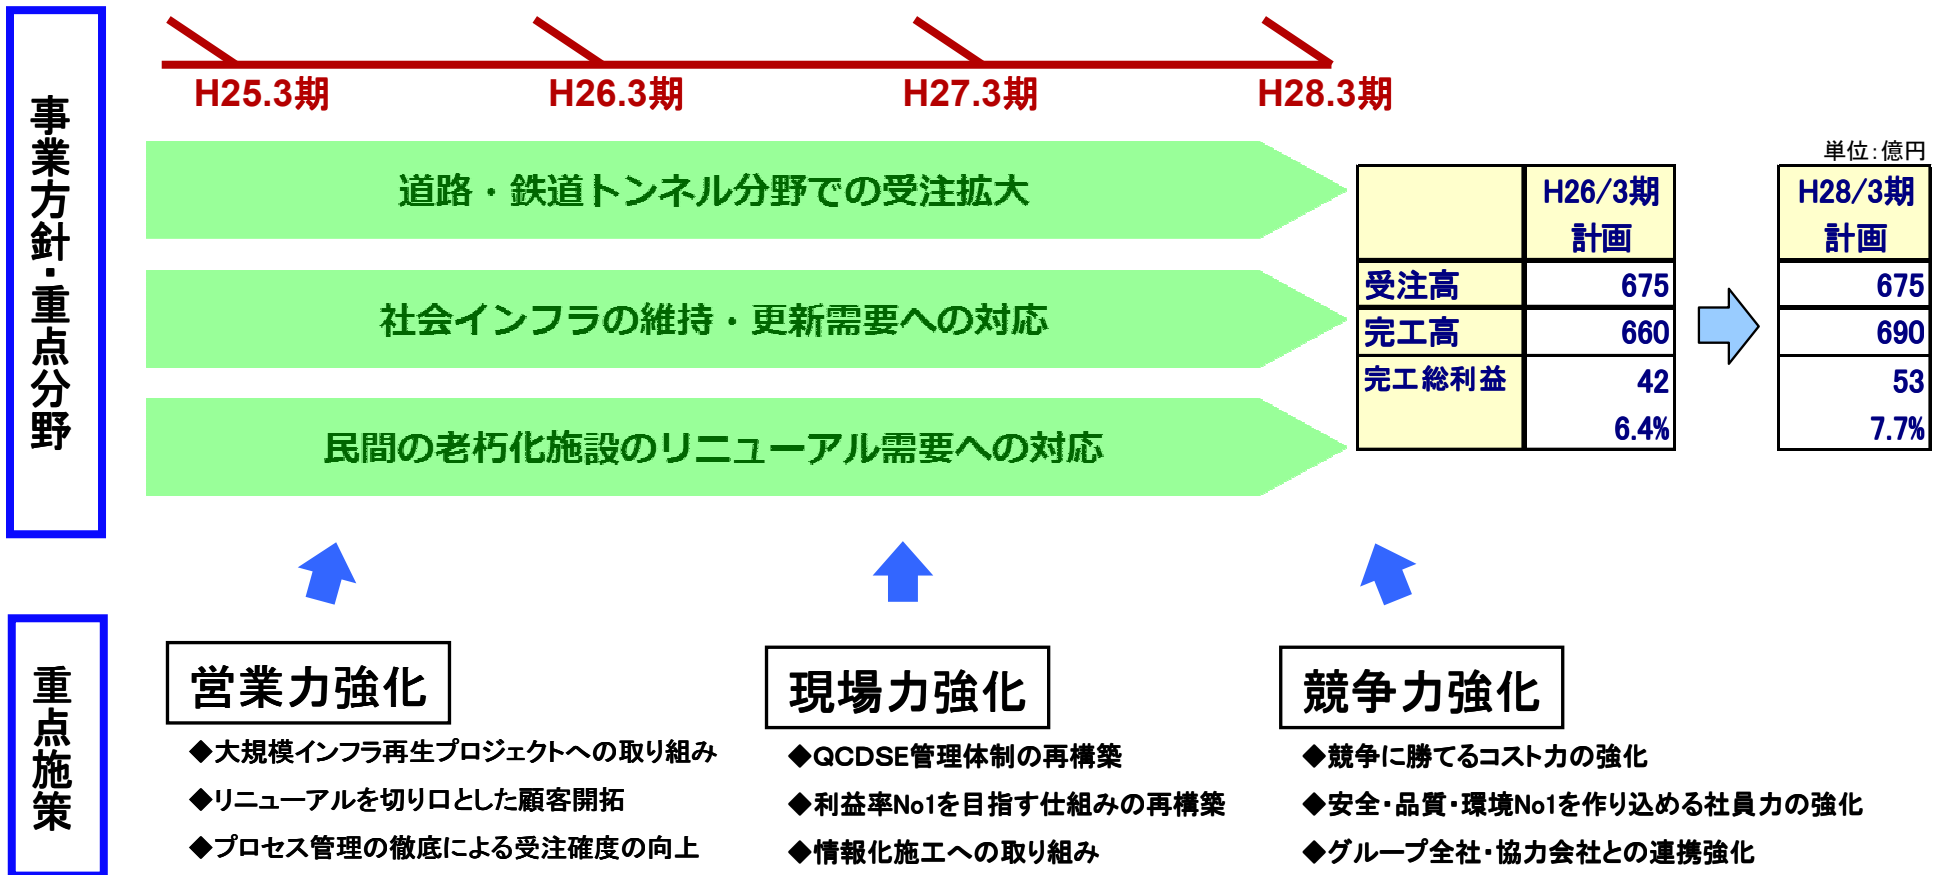 事業方針・重点分野
H25.3期
H26.3期
H27.3期
H28.3期
道路・鉄道トンネル分野での受注拡大
社会インフラの維持・更新需要への対応
民間の老朽化施設のリニューアル需要への対応
単位：億円
H26/3期 H28/3期
計画 計画
受注高 675 675
完工高 660 690
完工総利益 42 53
6.4% 7.7%
重点施策
営業力強化
◆大規模インフラ再生プロジェクトへの取り組み
◆リニューアルを切り口とした顧客開拓
◆プロセス管理の徹底による受注確度の向上
現場力強化
◆QCDSE管理体制の再構築
◆利益率No1を目指す仕組みの再構築
◆情報化施工への取り組み
競争力強化
◆競争に勝てるコスト力の強化
◆安全・品質・環境No1を作り込める社員力の強化
◆グループ全社・協力会社との連携強化